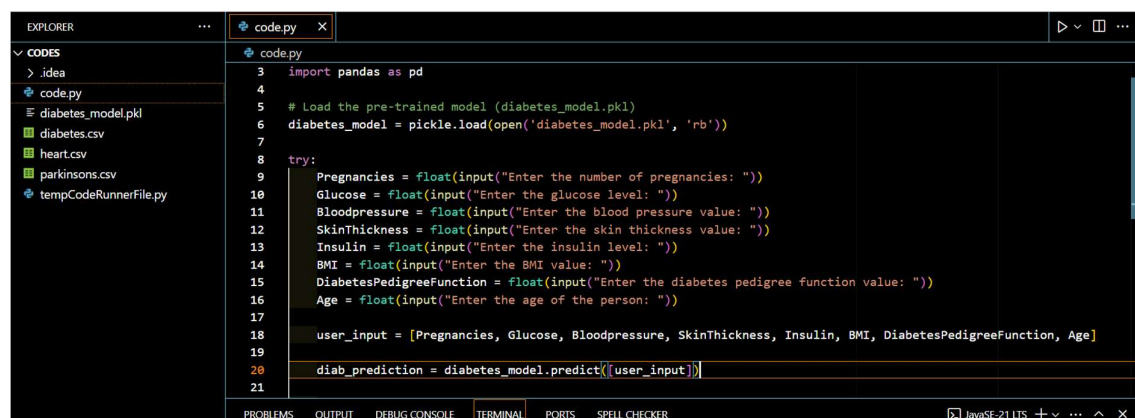 EXPLORER ···
CODES
.idea
code.py
diabetes_model.pkl
diabetes.csv
heart.csv
parkinsons.csv
tempCodeRunnerFile.py
code.py ×
code.py
3 import pandas as pd
4
5 # Load the pre-trained model (diabetes_model.pkl)
6 diabetes_model = pickle.load(open('diabetes_model.pkl', 'rb'))
7
8 try:
9 Pregnancies = float(input("Enter the number of pregnancies: "))
10 Glucose = float(input("Enter the glucose level: "))
11 Bloodpressure = float(input("Enter the blood pressure value: "))
12 SkinThickness = float(input("Enter the skin thickness value: "))
13 Insulin = float(input("Enter the insulin level: "))
14 BMI = float(input("Enter the BMI value: "))
15 DiabetesPedigreeFunction = float(input("Enter the diabetes pedigree function value: "))
16 Age = float(input("Enter the age of the person: "))
17
18 user_input = [Pregnancies, Glucose, Bloodpressure, SkinThickness, Insulin, BMI, DiabetesPedigreeFunction, Age]
19
20 diab_prediction = diabetes_model.predict([user_input])
21
PROBLEMS OUTPUT DEBUG CONSOLE TERMINAL PORTS SPELL CHECKER JavaSE-21 LTS